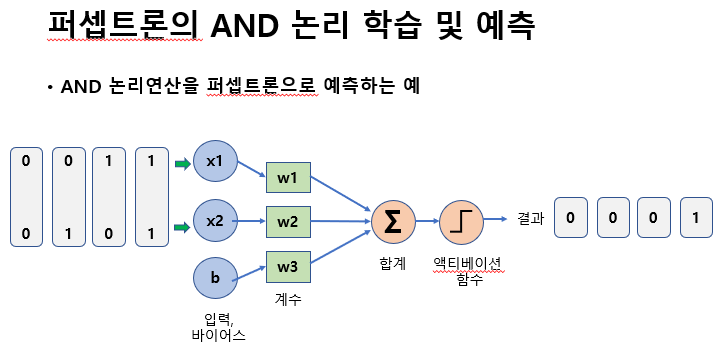 퍼셉트론의 AND 논리 학습 및 예측
• AND 논리연산을 퍼셉트론으로 예측하는 예
0 0 1 1
0 1 0 1
x1
x2
b
입력,
바이어스
w1
w2
w3
계수
Σ
합계
액티베이션
함수
결과
0 0 0 1